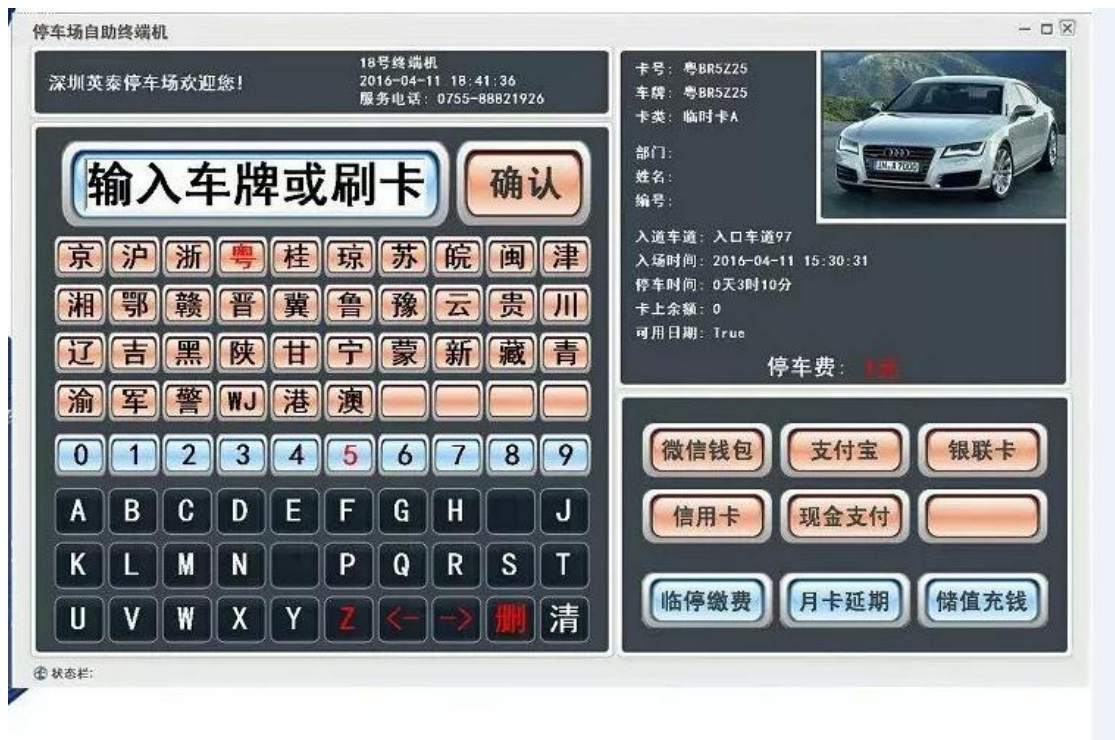 停车场自助终端机
深圳英泰停车场欢迎您!
18号终端机
2016-04-11 18:41:36
服务电话: 0755-88821926
输入车牌或刷卡
确认
京 沪 浙 粤 桂 琼 苏 皖 闽 津
湘 鄂 赣 晋 冀 鲁 豫 云 贵 川
辽 吉 黑 陕 甘 宁 蒙 新 藏 青
渝 军 警 WJ 港 澳
0 1 2 3 4 5 6 7 8 9
A B C D E F G H J
K L M N P Q R S T
U V W X Y Z <- -> 删 清
卡号: 粤BR5Z25
车牌: 粤BR5Z25
卡类: 临时卡A
部门:
姓名:
编号:
入道车道: 入口车道97
入场时间: 2016-04-11 15:30:31
停车时间: 0天3时10分
卡上余额: 0
可用日期: True
停车费:
微信钱包 支付宝 银联卡
信用卡 现金支付
临停缴费 月卡延期 储值充钱
状态栏: